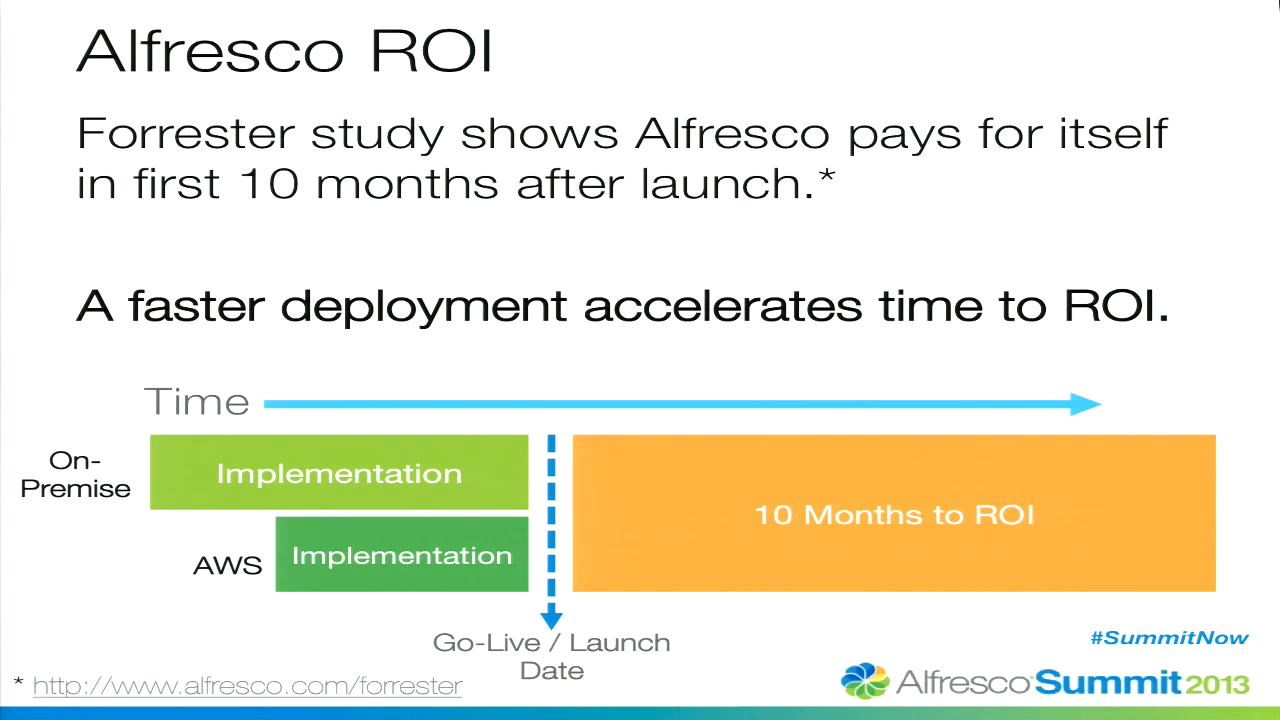 Alfresco ROI
Forrester study shows Alfresco pays for itself
in first 10 months after launch.*
A faster deployment accelerates time to ROI.
Time
On-
Premise
Implementation
10 Months to ROI
AWS
Implementation
Go-Live / Launch
Date
#SummitNow
* http://www.alfresco.com/forrester
Alfresco Summit 2013